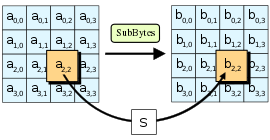 a0,0 a0,1 a0,2 a0,3 SubBytes b0,0 b0,1 b0,2 b0,3
a1,0 a1,1 a1,2 a1,3 b1,0 b1,1 b1,2 b1,3
a2,0 a2,1 a2,2 a2,3 b2,0 b2,1 b2,2 b2,3
a3,0 a3,1 a3,2 a3,3 b3,0 b3,1 b3,2 b3,3
S